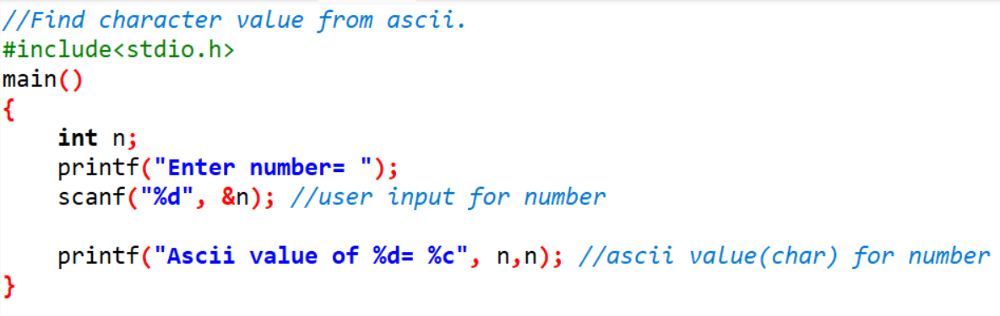 //Find character value from ascii.
#include<stdio.h>
main()
{
    int n;
    printf("Enter number= ");
    scanf("%d", &n); //user input for number
    printf("Ascii value of %d= %c", n,n); //ascii value(char) for number
}